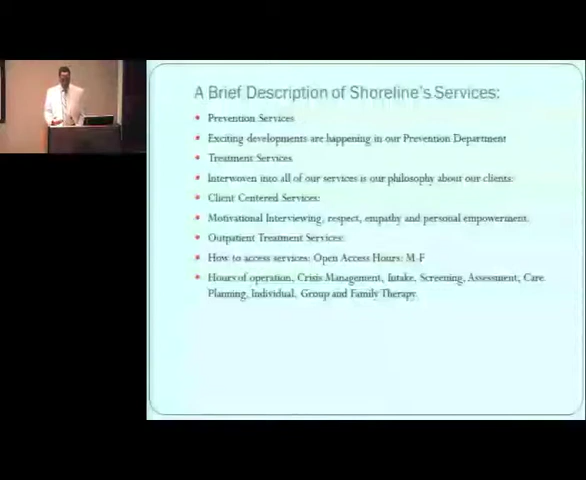 A Brief Description of Shoreline's Services:
Prevention Services
Exciting developments are happening in our Prevention Department
Treatment Services
Interwoven into all of our services is our philosophy about our clients:
Client Centered Services:
Motivational Interviewing, respect, empathy and personal empowerment.
Outpatient Treatment Services:
How to access services: Open Access Hours: M-F
Hours of operation, Crisis Management, Intake, Screening, Assessment, Care
Planning, Individual, Group and Family Therapy.